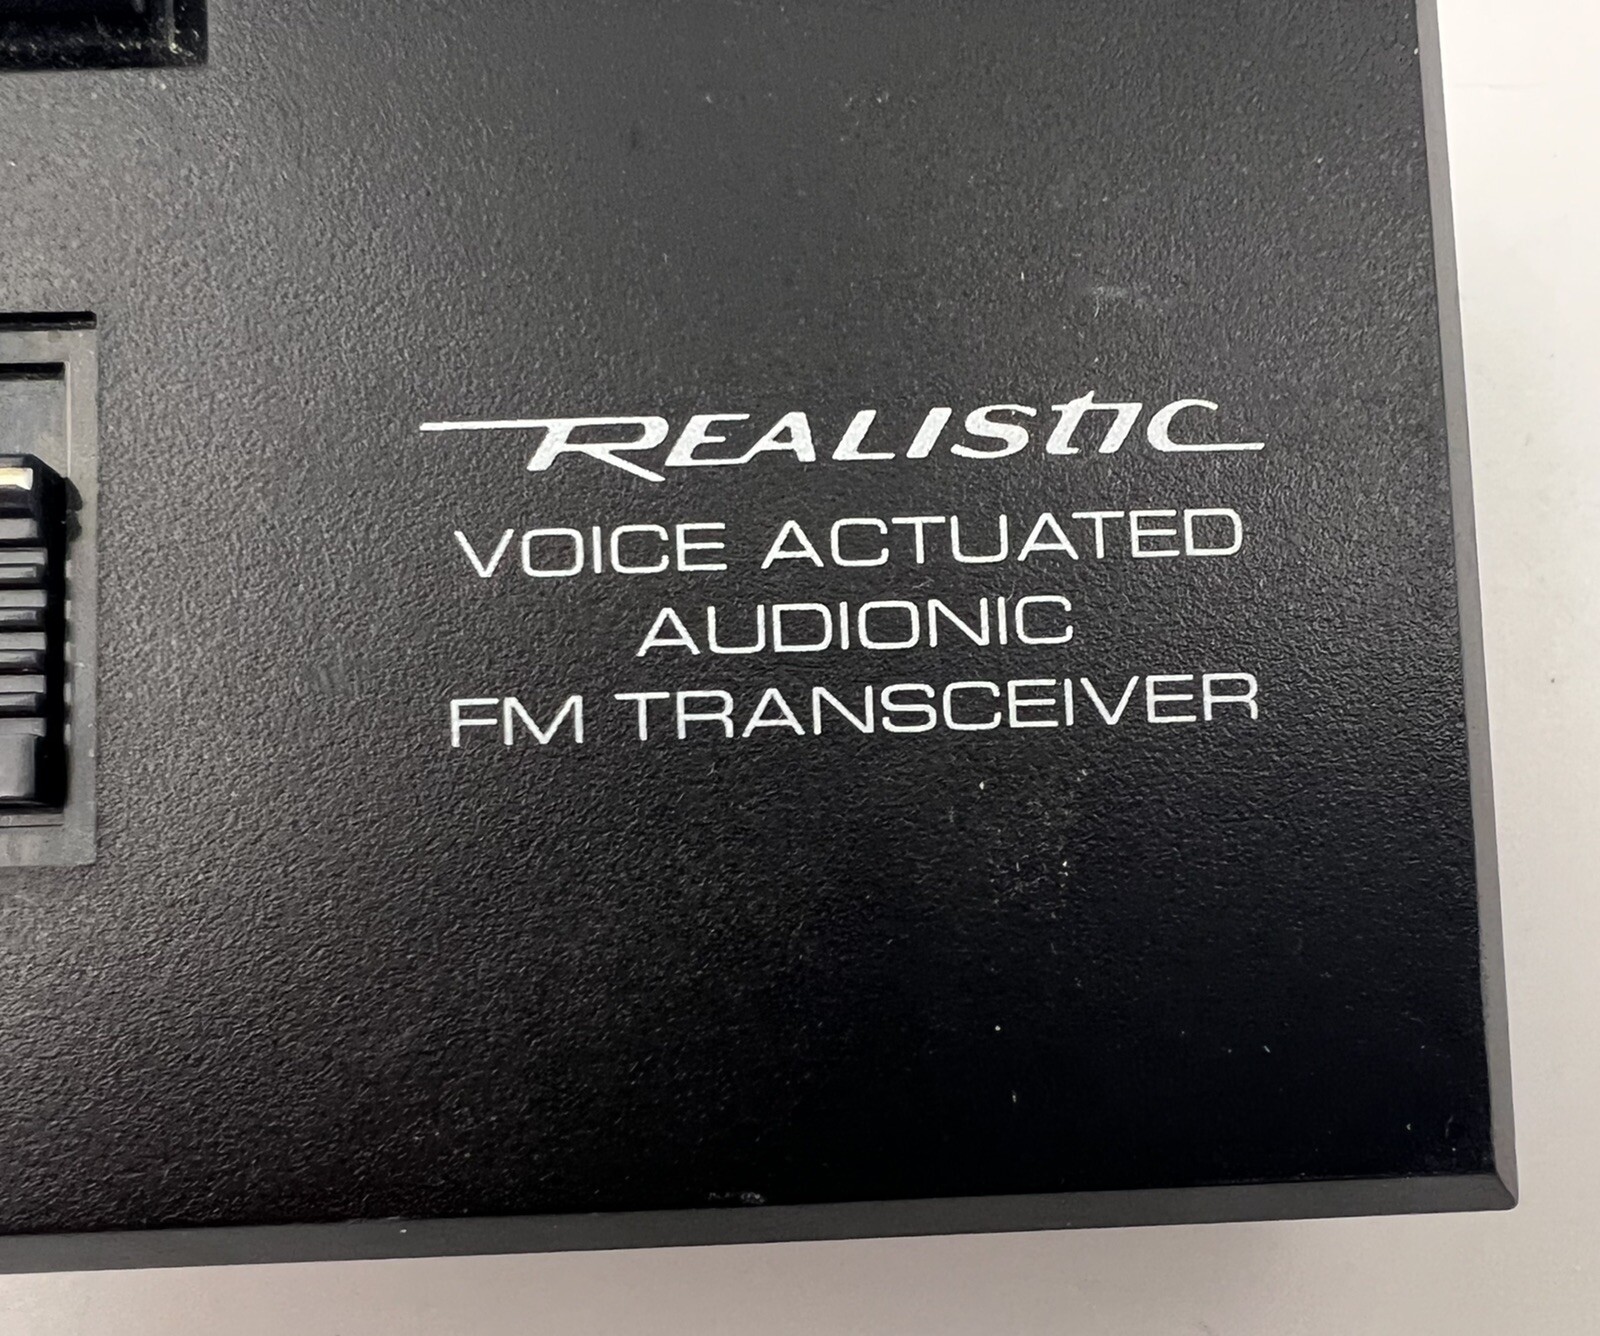 REALISTIC
VOICE ACTUATED
AUDIONIC
FM TRANSCEIVER